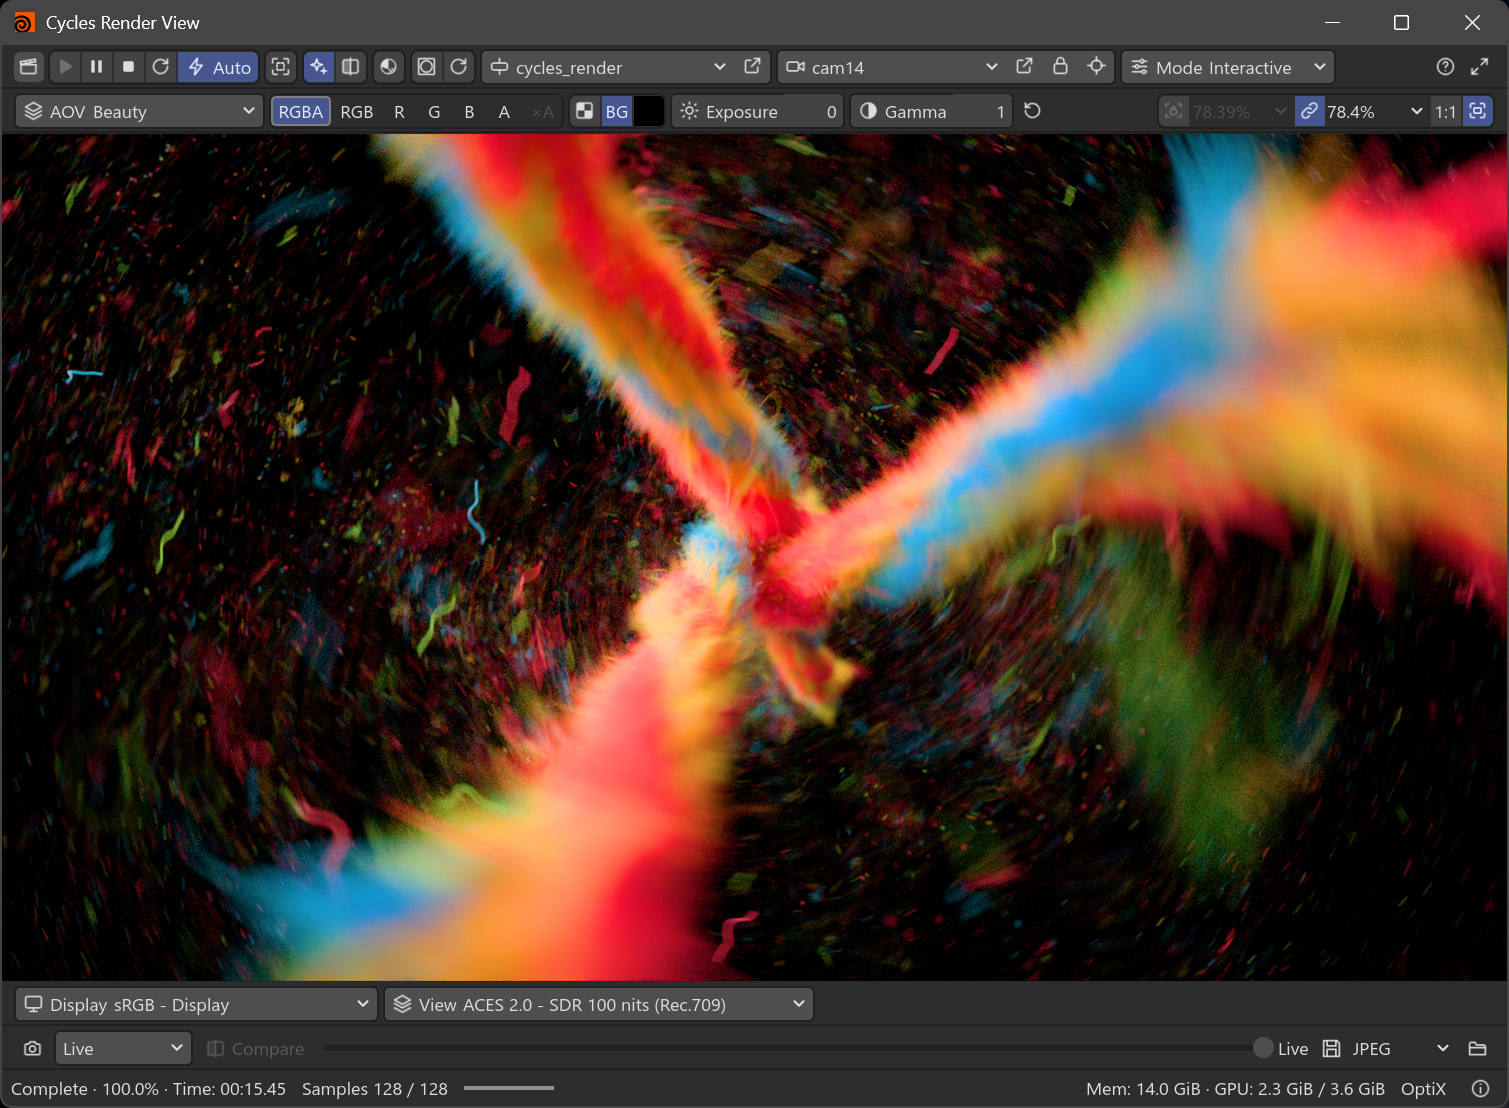 Cycles Render View
Auto cycles_render cam14 Mode Interactive
AOV Beauty RGBA RGB R G B A ×A BG Exposure 0 Gamma 1 78.39% 78.4% 1:1
Display sRGB - Display View ACES 2.0 - SDR 100 nits (Rec.709)
Live Compare Live JPEG
Complete · 100.0% · Time: 00:15.45 Samples 128 / 128 Mem: 14.0 GiB · GPU: 2.3 GiB / 3.6 GiB OptiX